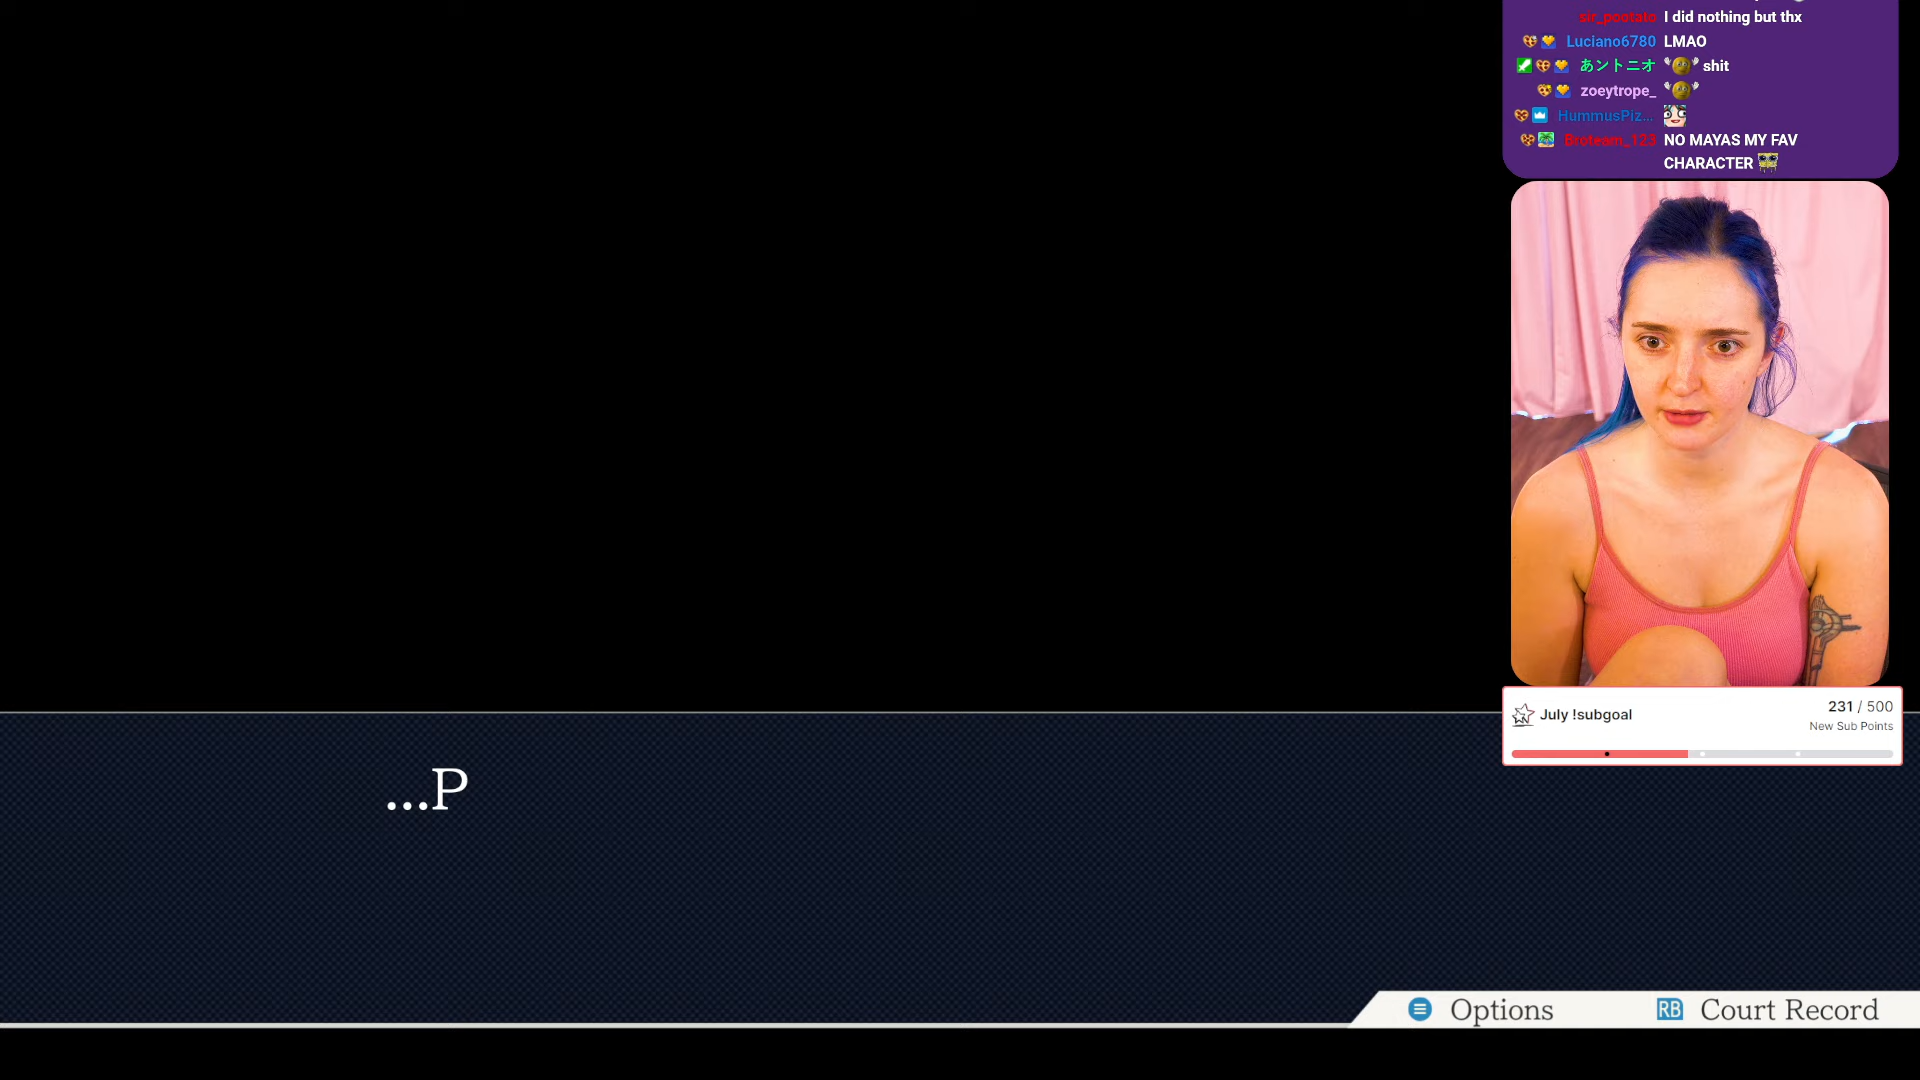 sir_pootato I did nothing but thx
Luciano6780 LMAO
あントニオ shit
zoeytrope_
HummusPiz...
Broteam_123 NO MAYAS MY FAV
CHARACTER
July !subgoal
231 / 500
New Sub Points
...P
Options
RB Court Record